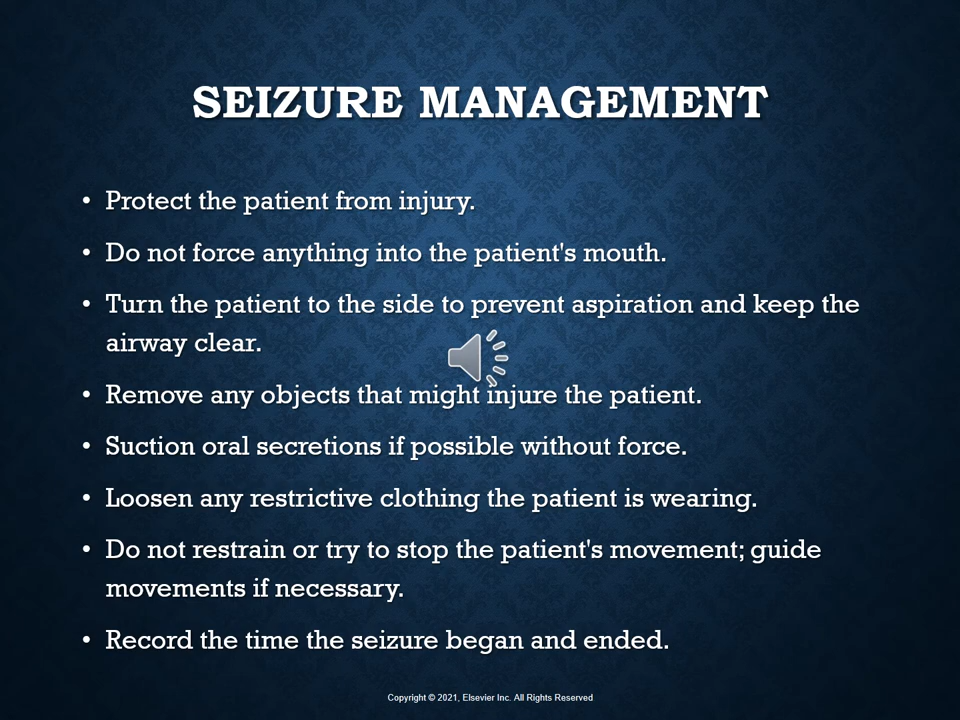 SEIZURE MANAGEMENT
• Protect the patient from injury.
• Do not force anything into the patient's mouth.
• Turn the patient to the side to prevent aspiration and keep the
airway clear.
• Remove any objects that might injure the patient.
• Suction oral secretions if possible without force.
• Loosen any restrictive clothing the patient is wearing.
• Do not restrain or try to stop the patient's movement; guide
movements if necessary.
• Record the time the seizure began and ended.
Copyright © 2021, Elsevier Inc. All Rights Reserved